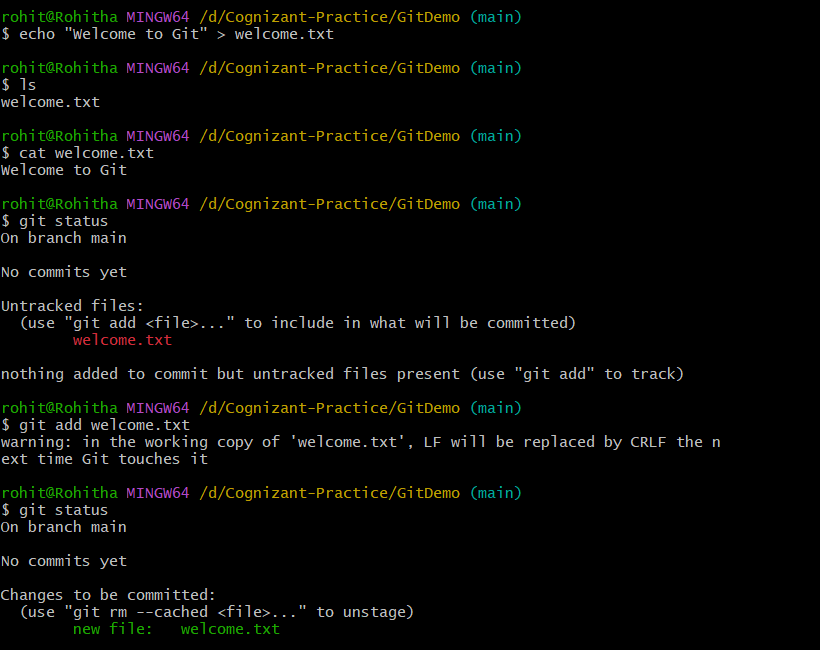 rohit@Rohitha MINGW64 /d/Cognizant-Practice/GitDemo (main)
$ echo "Welcome to Git" > welcome.txt
rohit@Rohitha MINGW64 /d/Cognizant-Practice/GitDemo (main)
$ ls
welcome.txt
rohit@Rohitha MINGW64 /d/Cognizant-Practice/GitDemo (main)
$ cat welcome.txt
Welcome to Git
rohit@Rohitha MINGW64 /d/Cognizant-Practice/GitDemo (main)
$ git status
On branch main
No commits yet
Untracked files:
  (use "git add <file>..." to include in what will be committed)
        welcome.txt
nothing added to commit but untracked files present (use "git add" to track)
rohit@Rohitha MINGW64 /d/Cognizant-Practice/GitDemo (main)
$ git add welcome.txt
warning: in the working copy of 'welcome.txt', LF will be replaced by CRLF the n
ext time Git touches it
rohit@Rohitha MINGW64 /d/Cognizant-Practice/GitDemo (main)
$ git status
On branch main
No commits yet
Changes to be committed:
  (use "git rm --cached <file>..." to unstage)
        new file:   welcome.txt